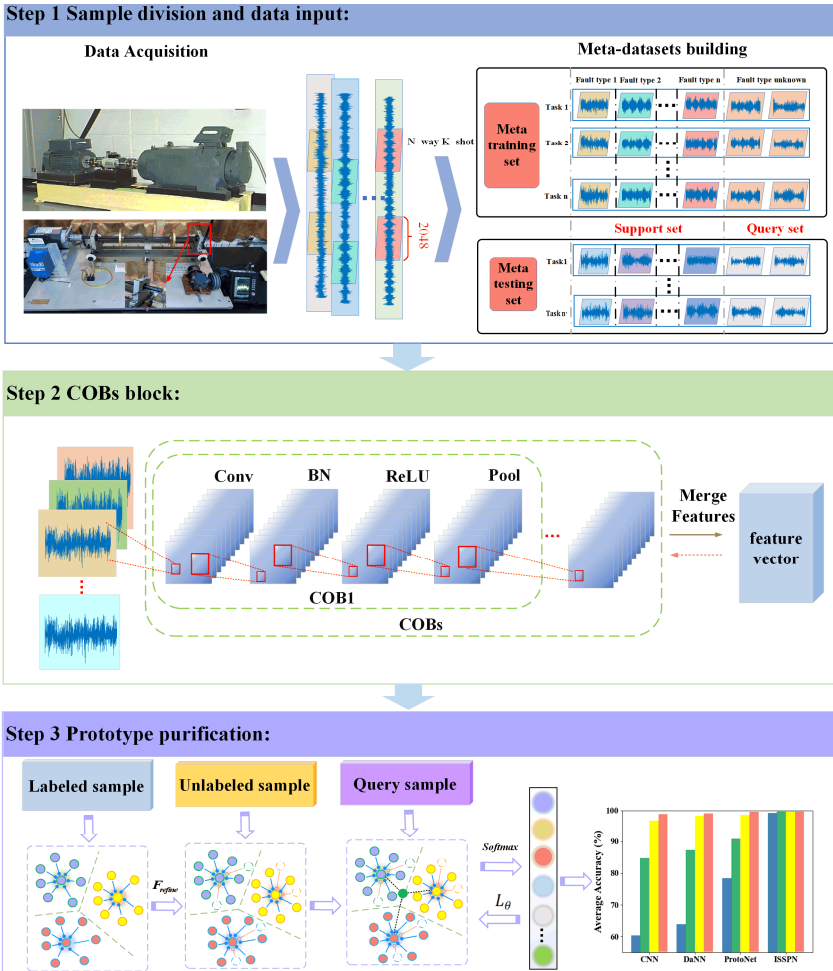 Step 1 Sample division and data input:
Data Acquisition
Meta-datasets building
N way K shot
2048
Fault type 1 Fault type 2 Fault type n Fault type unknown
Meta training set
Task 1
Task 2
Task n
Support set Query set
Meta testing set
Task1
Task n
Step 2 COBs block:
Conv BN ReLU Pool
COB1
COBs
Merge Features
feature vector
Step 3 Prototype purification:
Labeled sample
Unlabeled sample
Query sample
F_refine
Softmax
L_θ
Average Accuracy (%)
100
90
80
70
60
CNN DaNN ProtoNet ISSPN